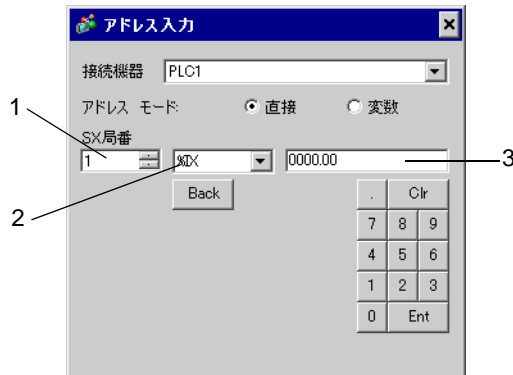 アドレス入力
接続機器 PLC1
アドレス モード: 直接 変数
SX局番
1 %IX 0000.00
Back . Clr
7 8 9
4 5 6
1 2 3
0 Ent
1
2
3